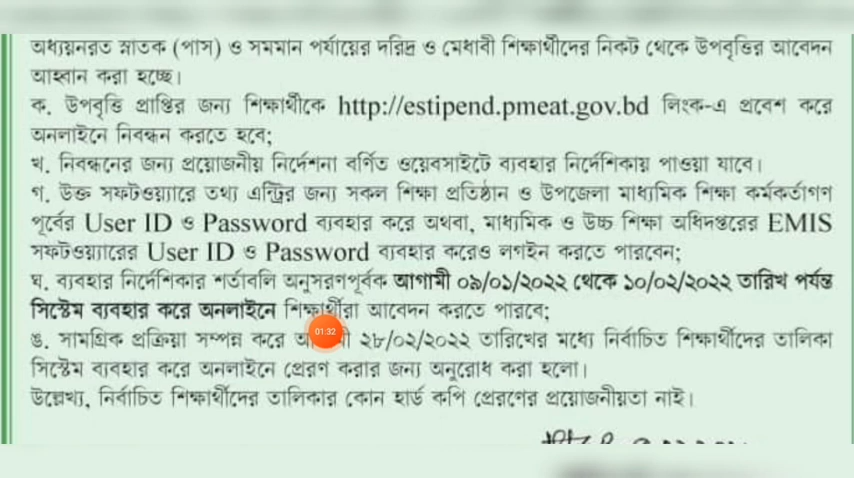 অধ্যয়নরত স্নাতক (পাস) ও সমমান পর্যায়ের দরিদ্র ও মেধাবী শিক্ষার্থীদের নিকট থেকে উপবৃত্তির আবেদন
আহ্বান করা হচ্ছে।
ক. উপবৃত্তি প্রাপ্তির জন্য শিক্ষার্থীকে http://estipend.pmeat.gov.bd লিংক-এ প্রবেশ করে
অনলাইনে নিবন্ধন করতে হবে;
খ. নিবন্ধনের জন্য প্রয়োজনীয় নির্দেশনা বর্ণিত ওয়েবসাইটে ব্যবহার নির্দেশিকায় পাওয়া যাবে।
গ. উক্ত সফটওয়্যারে তথ্য এন্ট্রির জন্য সকল শিক্ষা প্রতিষ্ঠান ও উপজেলা মাধ্যমিক শিক্ষা কর্মকর্তাগণ
পূর্বের User ID ও Password ব্যবহার করে অথবা, মাধ্যমিক ও উচ্চ শিক্ষা অধিদপ্তরের EMIS
সফটওয়্যারের User ID ও Password ব্যবহার করেও লগইন করতে পারবেন;
ঘ. ব্যবহার নির্দেশিকার শর্তাবলি অনুসরণপূর্বক আগামী ০৯/০১/২০২২ থেকে ১০/০২/২০২২ তারিখ পর্যন্ত
সিস্টেম ব্যবহার করে অনলাইনে শিক্ষার্থীরা আবেদন করতে পারবে;
ঙ. সামগ্রিক প্রক্রিয়া সম্পন্ন করে ২৮/০২/২০২২ তারিখের মধ্যে নির্বাচিত শিক্ষার্থীদের তালিকা
01:32
সিস্টেম ব্যবহার করে অনলাইনে প্রেরণ করার জন্য অনুরোধ করা হলো।
উল্লেখ্য, নির্বাচিত শিক্ষার্থীদের তালিকার কোন হার্ড কপি প্রেরণের প্রয়োজনীয়তা নাই।